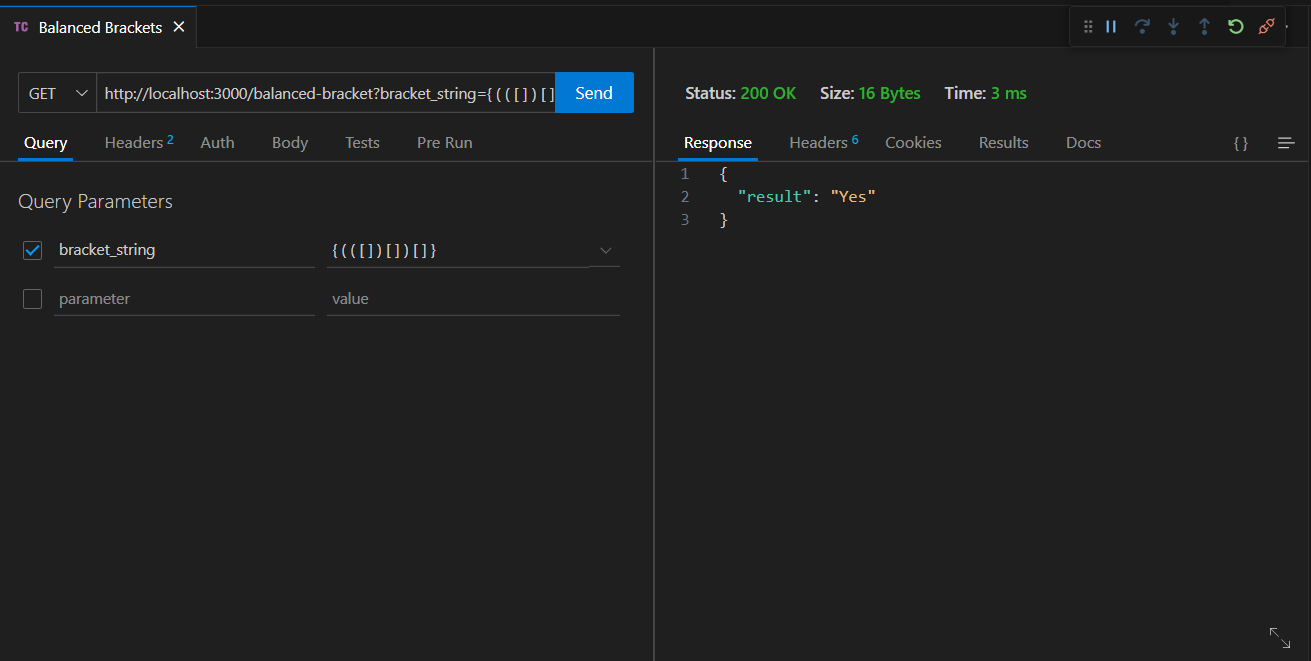 TC Balanced Brackets
GET http://localhost:3000/balanced-bracket?bracket_string={(([])[] Send
Query Headers 2 Auth Body Tests Pre Run
Query Parameters
bracket_string {(([])[])[]}
parameter value
Status: 200 OK Size: 16 Bytes Time: 3 ms
Response Headers 6 Cookies Results Docs { }
1 {
2 "result": "Yes"
3 }